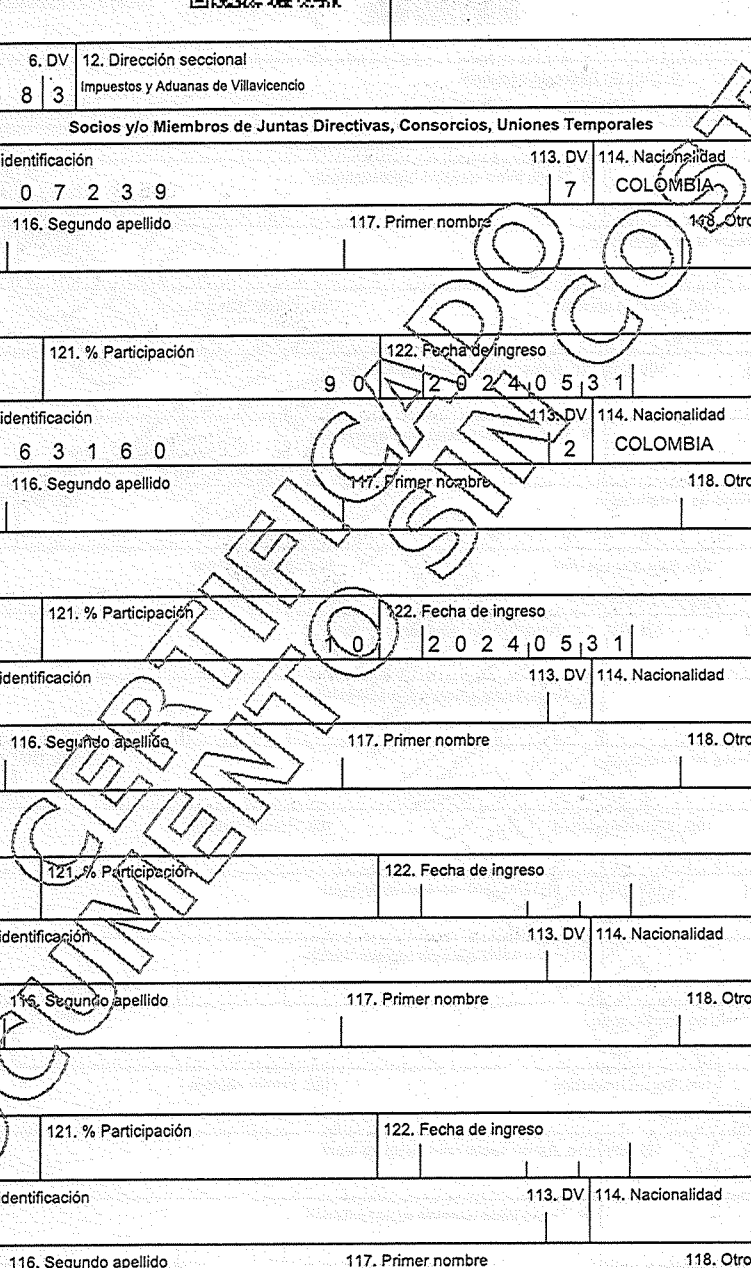 6. DV 12. Dirección seccional
8 3 Impuestos y Aduanas de Villavicencio
Socios y/o Miembros de Juntas Directivas, Consorcios, Uniones Temporales
identificación 113. DV 114. Nacionalidad
0 7 2 3 9 7 COLOMBIA
116. Segundo apellido 117. Primer nombre 118. Otro
121. % Participación 122. Fecha de ingreso
9 0 2 0 2 4 0 5 3 1
identificación 113. DV 114. Nacionalidad
6 3 1 6 0 2 COLOMBIA
116. Segundo apellido 117. Primer nombre 118. Otro
121. % Participación 122. Fecha de ingreso
1 0 2 0 2 4 0 5 3 1
identificación 113. DV 114. Nacionalidad
116. Segundo apellido 117. Primer nombre 118. Otro
121. % Participación 122. Fecha de ingreso
identificación 113. DV 114. Nacionalidad
116. Segundo apellido 117. Primer nombre 118. Otro
121. % Participación 122. Fecha de ingreso
identificación 113. DV 114. Nacionalidad
116. Segundo apellido 117. Primer nombre 118. Otro
CERTIFICADO
CUMENTO SIN COST